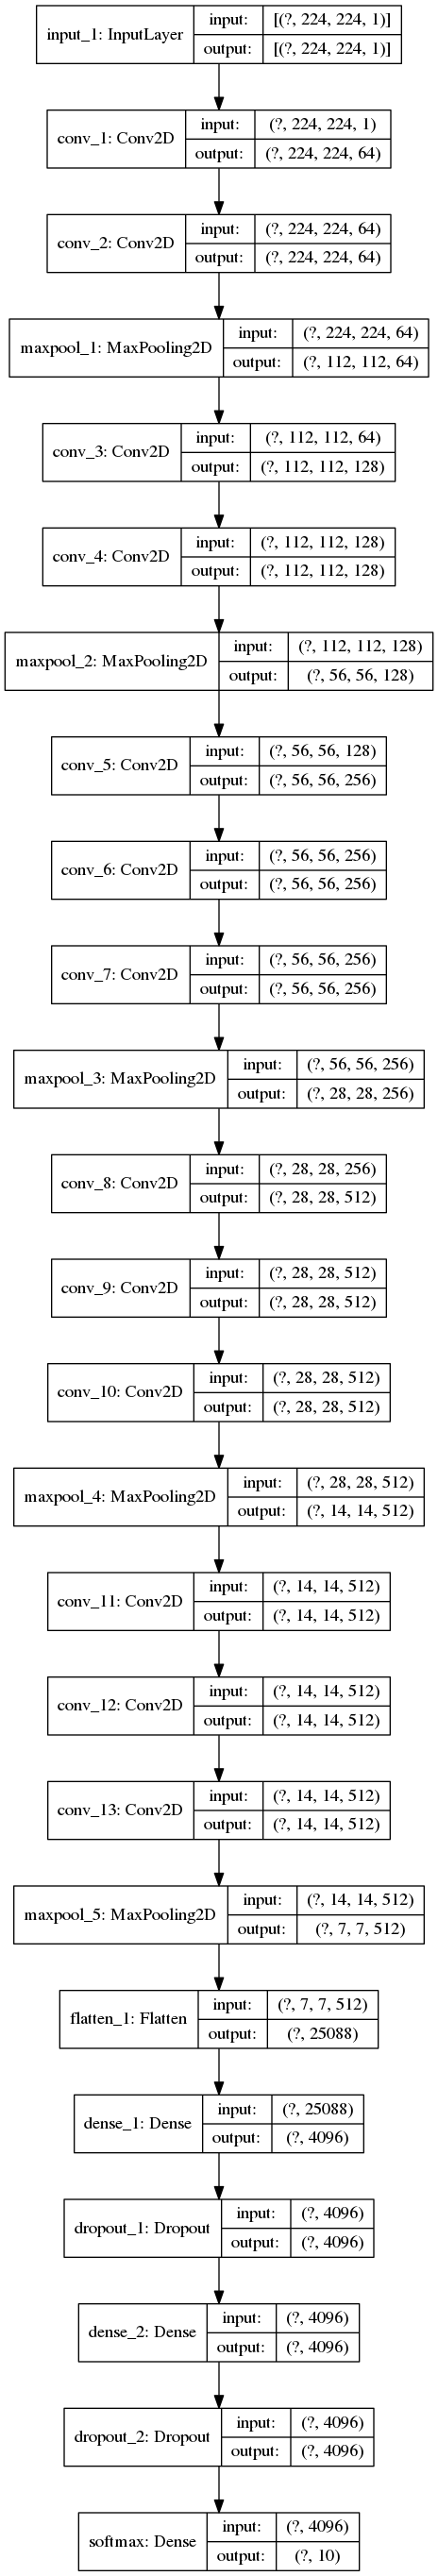 input_1: InputLayer input: [(?, 224, 224, 1)]
output: [(?, 224, 224, 1)]
conv_1: Conv2D input: (?, 224, 224, 1)
output: (?, 224, 224, 64)
conv_2: Conv2D input: (?, 224, 224, 64)
output: (?, 224, 224, 64)
maxpool_1: MaxPooling2D input: (?, 224, 224, 64)
output: (?, 112, 112, 64)
conv_3: Conv2D input: (?, 112, 112, 64)
output: (?, 112, 112, 128)
conv_4: Conv2D input: (?, 112, 112, 128)
output: (?, 112, 112, 128)
maxpool_2: MaxPooling2D input: (?, 112, 112, 128)
output: (?, 56, 56, 128)
conv_5: Conv2D input: (?, 56, 56, 128)
output: (?, 56, 56, 256)
conv_6: Conv2D input: (?, 56, 56, 256)
output: (?, 56, 56, 256)
conv_7: Conv2D input: (?, 56, 56, 256)
output: (?, 56, 56, 256)
maxpool_3: MaxPooling2D input: (?, 56, 56, 256)
output: (?, 28, 28, 256)
conv_8: Conv2D input: (?, 28, 28, 256)
output: (?, 28, 28, 512)
conv_9: Conv2D input: (?, 28, 28, 512)
output: (?, 28, 28, 512)
conv_10: Conv2D input: (?, 28, 28, 512)
output: (?, 28, 28, 512)
maxpool_4: MaxPooling2D input: (?, 28, 28, 512)
output: (?, 14, 14, 512)
conv_11: Conv2D input: (?, 14, 14, 512)
output: (?, 14, 14, 512)
conv_12: Conv2D input: (?, 14, 14, 512)
output: (?, 14, 14, 512)
conv_13: Conv2D input: (?, 14, 14, 512)
output: (?, 14, 14, 512)
maxpool_5: MaxPooling2D input: (?, 14, 14, 512)
output: (?, 7, 7, 512)
flatten_1: Flatten input: (?, 7, 7, 512)
output: (?, 25088)
dense_1: Dense input: (?, 25088)
output: (?, 4096)
dropout_1: Dropout input: (?, 4096)
output: (?, 4096)
dense_2: Dense input: (?, 4096)
output: (?, 4096)
dropout_2: Dropout input: (?, 4096)
output: (?, 4096)
softmax: Dense input: (?, 4096)
output: (?, 10)